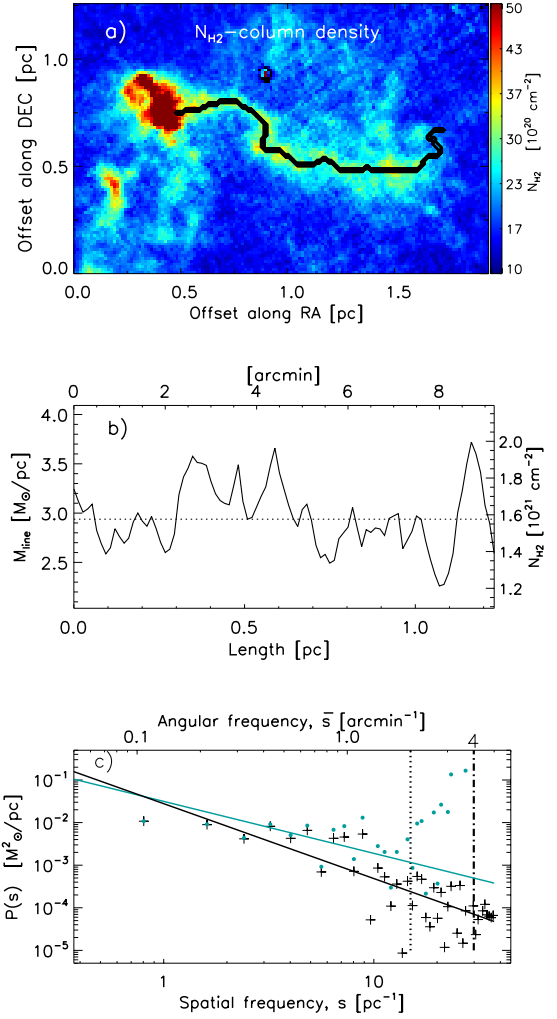 a) N_H2−column density
50
43
37
30
23
17
10
N_H2 [10^20 cm^−2]
1.0
0.5
0.0
Offset along DEC [pc]
0.0 0.5 1.0 1.5
Offset along RA [pc]
[arcmin]
0 2 4 6 8
b)
4.0
3.5
3.0
2.5
M_line [M_⊙/pc]
2.0
1.8
1.6
1.4
1.2
N_H2 [10^21 cm^−2]
0.0 0.5 1.0
Length [pc]
Angular frequency, s̅ [arcmin^−1]
0.1 1.0 4
c)
10^−1
10^−2
10^−3
10^−4
10^−5
P(s) [M^2_⊙/pc]
1 10
Spatial frequency, s [pc^−1]